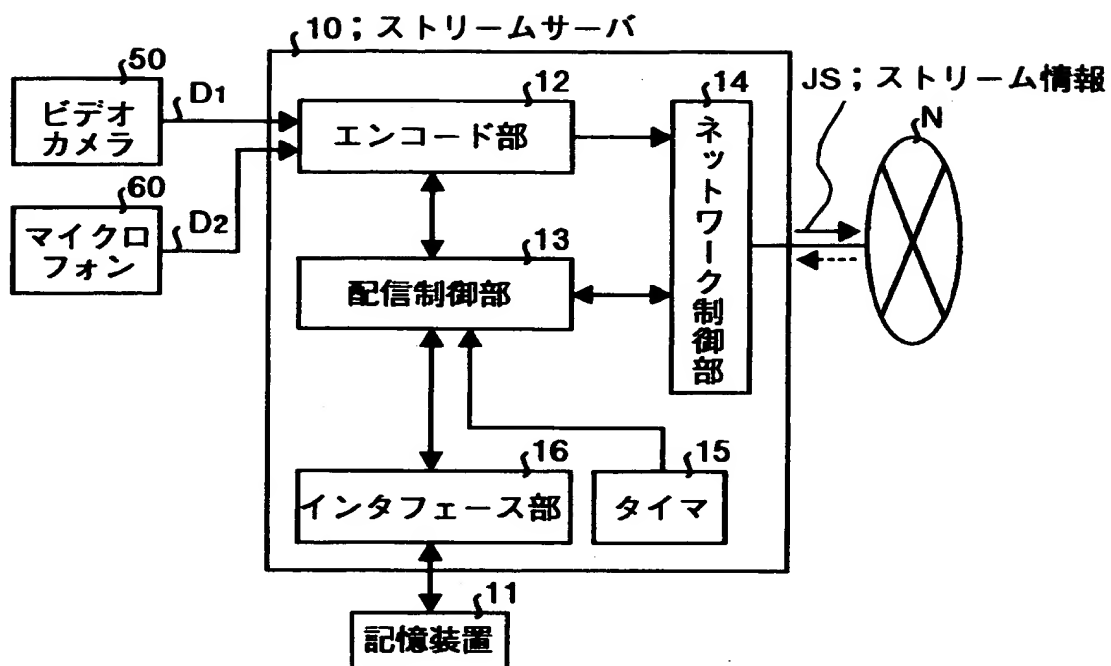 10;ストリームサーバ
50
ビデオ
カメラ
D1
12
エンコード部
14
ネットワーク制御部
JS;ストリーム情報
N
60
マイクロ
フォン
D2
13
配信制御部
16
インタフェース部
15
タイマ
11
記憶装置